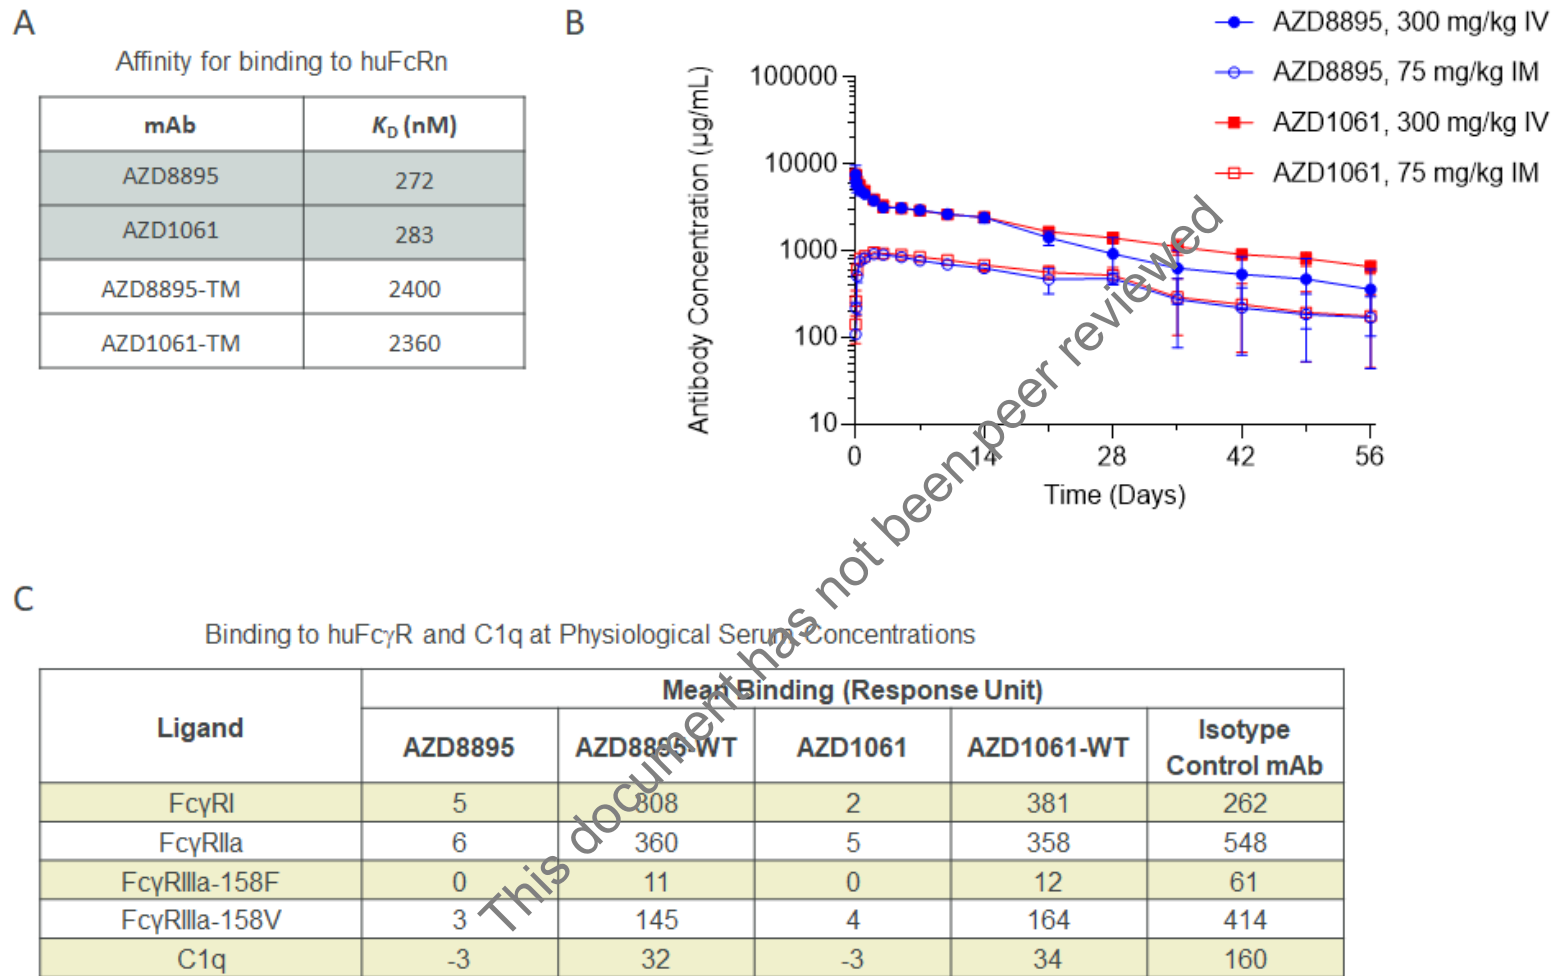 A
Affinity for binding to huFcRn
mAb K_D (nM)
AZD8895 272
AZD1061 283
AZD8895-TM 2400
AZD1061-TM 2360
B
AZD8895, 300 mg/kg IV
AZD8895, 75 mg/kg IM
AZD1061, 300 mg/kg IV
AZD1061, 75 mg/kg IM
Antibody Concentration (µg/mL)
100000
10000
1000
100
10
0 14 28 42 56
Time (Days)
C
Binding to huFcγR and C1q at Physiological Serum Concentrations
Ligand
Mean Binding (Response Unit)
AZD8895 AZD8895-WT AZD1061 AZD1061-WT Isotype Control mAb
FcγRI 5 308 2 381 262
FcγRIIa 6 360 5 358 548
FcγRIIIa-158F 0 11 0 12 61
FcγRIIIa-158V 3 145 4 164 414
C1q -3 32 -3 34 160
This document has not been peer reviewed